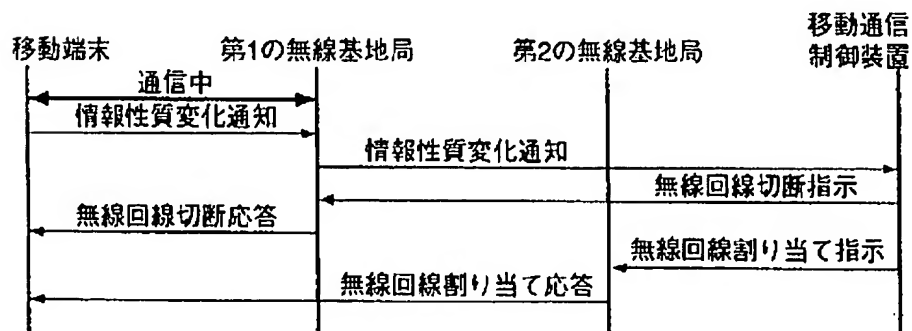 移動端末
第1の無線基地局
第2の無線基地局
移動通信
制御装置
通信中
情報性質変化通知
情報性質変化通知
無線回線切断指示
無線回線切断応答
無線回線割り当て指示
無線回線割り当て応答